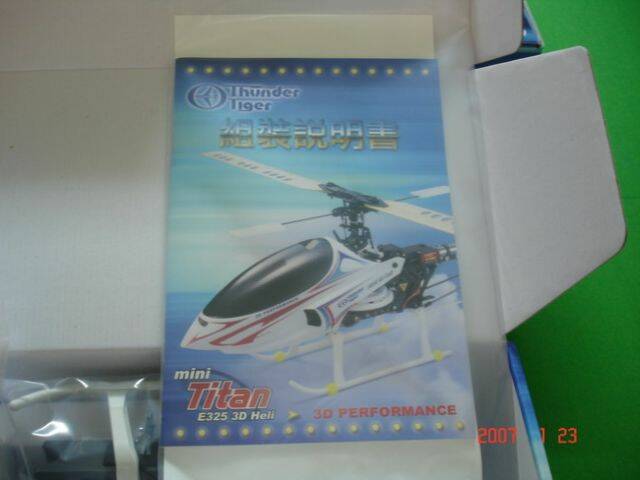 Thunder
Tiger
組裝說明書
mini
Titan
E325 3D Heli
3D PERFORMANCE
2007 1 23